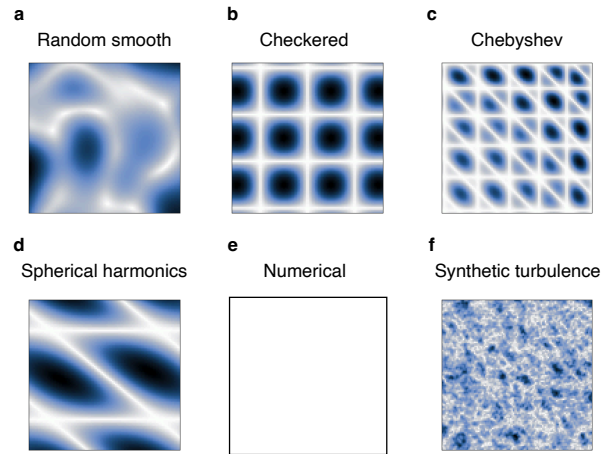 a
Random smooth
b
Checkered
c
Chebyshev
d
Spherical harmonics
e
Numerical
f
Synthetic turbulence